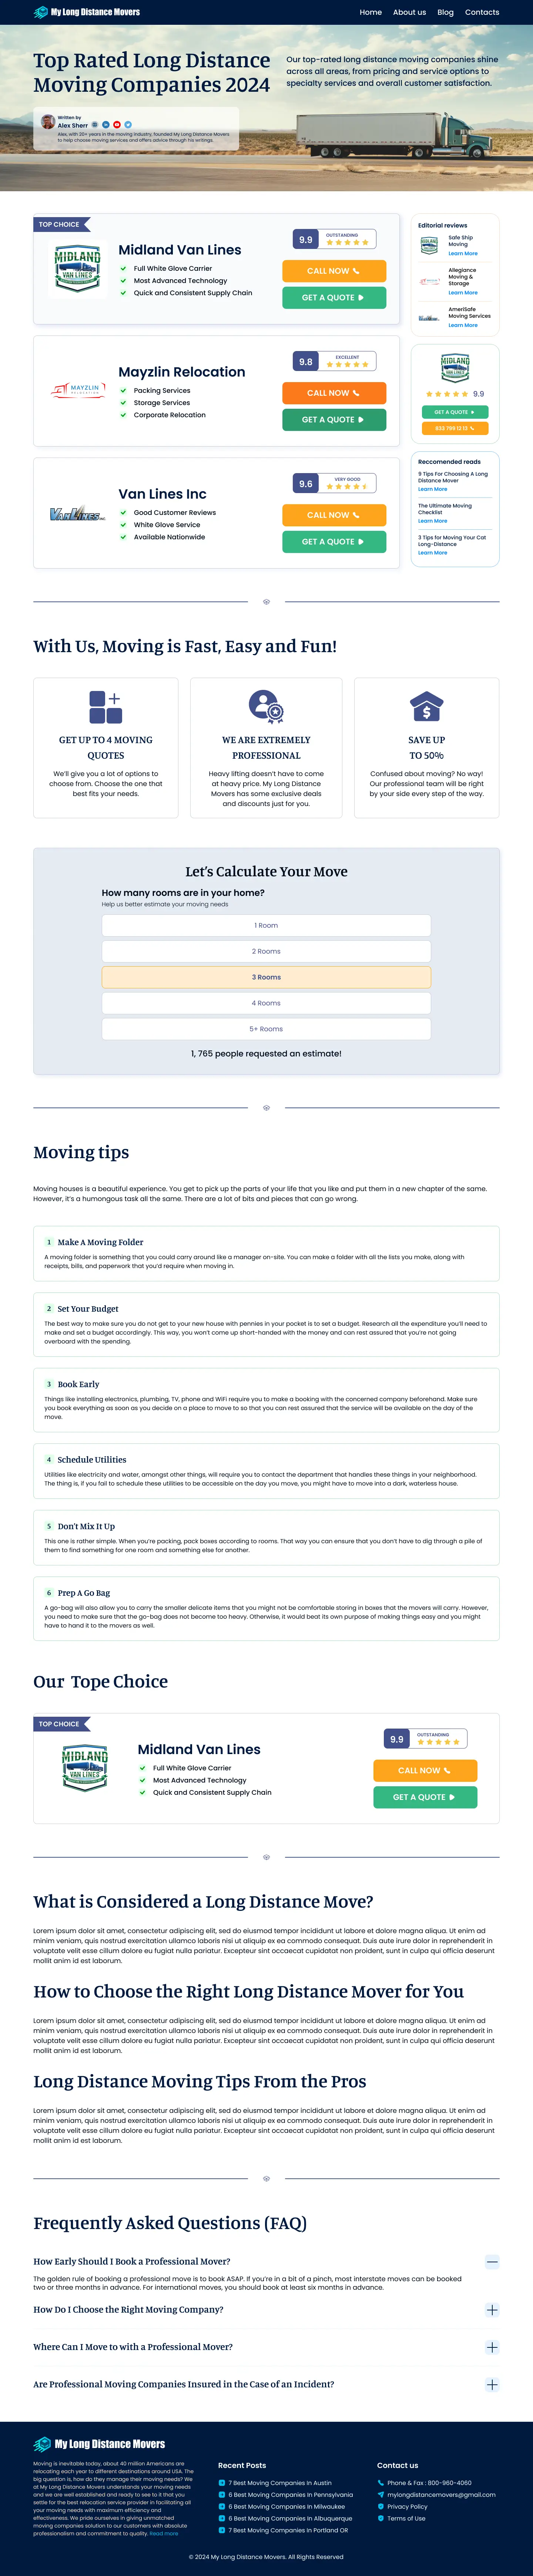 My Long Distance Movers
Home About us Blog Contacts
Top Rated Long Distance
Moving Companies 2024
Our top-rated long distance moving companies shine
across all areas, from pricing and service options to
specialty services and overall customer satisfaction.
Written by
Alex Sherr
Alex, with 20+ years in the moving industry, founded My Long Distance Movers
to help choose moving services and offers advice through his writings.
TOP CHOICE
MIDLAND
VAN LINES
Midland Van Lines
Full White Glove Carrier
Most Advanced Technology
Quick and Consistent Supply Chain
9.9
OUTSTANDING
CALL NOW
GET A QUOTE
MAYZLIN
RELOCATION
Mayzlin Relocation
Packing Services
Storage Services
Corporate Relocation
9.8
EXCELLENT
CALL NOW
GET A QUOTE
VAN LINES INC
Van Lines Inc
Good Customer Reviews
White Glove Service
Available Nationwide
9.6
VERY GOOD
CALL NOW
GET A QUOTE
Editorial reviews
Safe Ship
Moving
Learn More
Allegiance
Moving &
Storage
Learn More
AmeriSafe
Moving Services
Learn More
MIDLAND
VAN LINES
9.9
GET A QUOTE
Reccomended reads
9 Tips For Choosing A Long
Distance Mover
Learn More
The Ultimate Moving
Checklist
Learn More
3 Tips for Moving Your Cat
Long-Distance
Learn More
With Us, Moving is Fast, Easy and Fun!
GET UP TO 4 MOVING
QUOTES
We'll give you a lot of options to
choose from. Choose the one that
best fits your needs.
WE ARE EXTREMELY
PROFESSIONAL
Heavy lifting doesn't have to come
at heavy price. My Long Distance
Movers has some exclusive deals
and discounts just for you.
SAVE UP
TO 50%
Confused about moving? No way!
Our professional team will be right
by your side every step of the way.
Let's Calculate Your Move
How many rooms are in your home?
Help us better estimate your moving needs
1 Room
2 Rooms
3 Rooms
4 Rooms
5+ Rooms
1, 765 people requested an estimate!
Moving tips
Moving houses is a beautiful experience. You get to pick up the parts of your life that you like and put them in a new chapter of the same.
However, it's a humongous task all the same. There are a lot of bits and pieces that can go wrong.
1 Make A Moving Folder
A moving folder is something that you could carry around like a manager on-site. You can make a folder with all the lists you make, along with
receipts, bills, and paperwork that you'd require when moving in.
2 Set Your Budget
The best way to make sure you do not get to your new house with pennies in your pocket is to set a budget. Research all the expenditure you'll need to
make and set a budget accordingly. This way, you won't come up short-handed with the money and can rest assured that you're not going
overboard with the spending.
3 Book Early
Things like installing electronics, plumbing, TV, phone and WiFi require you to make a booking with the concerned company beforehand. Make sure
you book everything as soon as you decide on a place to move to so that you can rest assured that the service will be available on the day of the
move.
4 Schedule Utilities
Utilities like electricity and water, amongst other things, will require you to contact the department that handles these things in your neighborhood.
The thing is, if you fail to schedule these utilities to be accessible on the day you move, you might have to move into a dark, waterless house.
5 Don't Mix It Up
This one is rather simple. When you're packing, pack boxes according to rooms. That way you can ensure that you don't have to dig through a pile of
them to find something for one room and something else for another.
6 Prep A Go Bag
A go-bag will also allow you to carry the smaller delicate items that you might not be comfortable storing in boxes that the movers will carry. However,
you need to make sure that the go-bag does not become too heavy. Otherwise, it would beat its own purpose of making things easy and you might
have to hand it to the movers as well.
Our Tope Choice
TOP CHOICE
MIDLAND
VAN LINES
Midland Van Lines
Full White Glove Carrier
Most Advanced Technology
Quick and Consistent Supply Chain
9.9
OUTSTANDING
CALL NOW
GET A QUOTE
What is Considered a Long Distance Move?
Lorem ipsum dolor sit amet, consectetur adipiscing elit, sed do eiusmod tempor incididunt ut labore et dolore magna aliqua. Ut enim ad
minim veniam, quis nostrud exercitation ullamco laboris nisi ut aliquip ex ea commodo consequat. Duis aute irure dolor in reprehenderit in
voluptate velit esse cillum dolore eu fugiat nulla pariatur. Excepteur sint occaecat cupidatat non proident, sunt in culpa qui officia deserunt
mollit anim id est laborum.
How to Choose the Right Long Distance Mover for You
Lorem ipsum dolor sit amet, consectetur adipiscing elit, sed do eiusmod tempor incididunt ut labore et dolore magna aliqua. Ut enim ad
minim veniam, quis nostrud exercitation ullamco laboris nisi ut aliquip ex ea commodo consequat. Duis aute irure dolor in reprehenderit in
voluptate velit esse cillum dolore eu fugiat nulla pariatur. Excepteur sint occaecat cupidatat non proident, sunt in culpa qui officia deserunt
mollit anim id est laborum.
Long Distance Moving Tips From the Pros
Lorem ipsum dolor sit amet, consectetur adipiscing elit, sed do eiusmod tempor incididunt ut labore et dolore magna aliqua. Ut enim ad
minim veniam, quis nostrud exercitation ullamco laboris nisi ut aliquip ex ea commodo consequat. Duis aute irure dolor in reprehenderit in
voluptate velit esse cillum dolore eu fugiat nulla pariatur. Excepteur sint occaecat cupidatat non proident, sunt in culpa qui officia deserunt
mollit anim id est laborum.
Frequently Asked Questions (FAQ)
How Early Should I Book a Professional Mover?
The golden rule of booking a professional move is to book ASAP. If you're in a bit of a pinch, most interstate moves can be booked
two or three months in advance. For international moves, you should book at least six months in advance.
How Do I Choose the Right Moving Company?
Where Can I Move to with a Professional Mover?
Are Professional Moving Companies Insured in the Case of an Incident?
My Long Distance Movers
Moving is inevitable today, about 40 million Americans are
relocating each year to different destinations around USA. The
big question is, how do they manage their moving needs? We
at My Long Distance Movers understands your moving needs
and we are well established and ready to see to it that you
settle for the best relocation service provider in facilitating all
your moving needs with maximum efficiency and
effectiveness. We pride ourselves in giving unmatched
moving companies solution to our customers with absolute
professionalism and commitment to quality. Read more
Recent Posts
7 Best Moving Companies In Austin
6 Best Moving Companies In Pennsylvania
6 Best Moving Companies In Milwaukee
6 Best Moving Companies In Albuquerque
7 Best Moving Companies In Portland OR
Contact us
Phone & Fax : 800-960-4060
mylongdistancemovers@gmail.com
Privacy Policy
Terms of Use
© 2024 My Long Distance Movers. All Rights Reserved